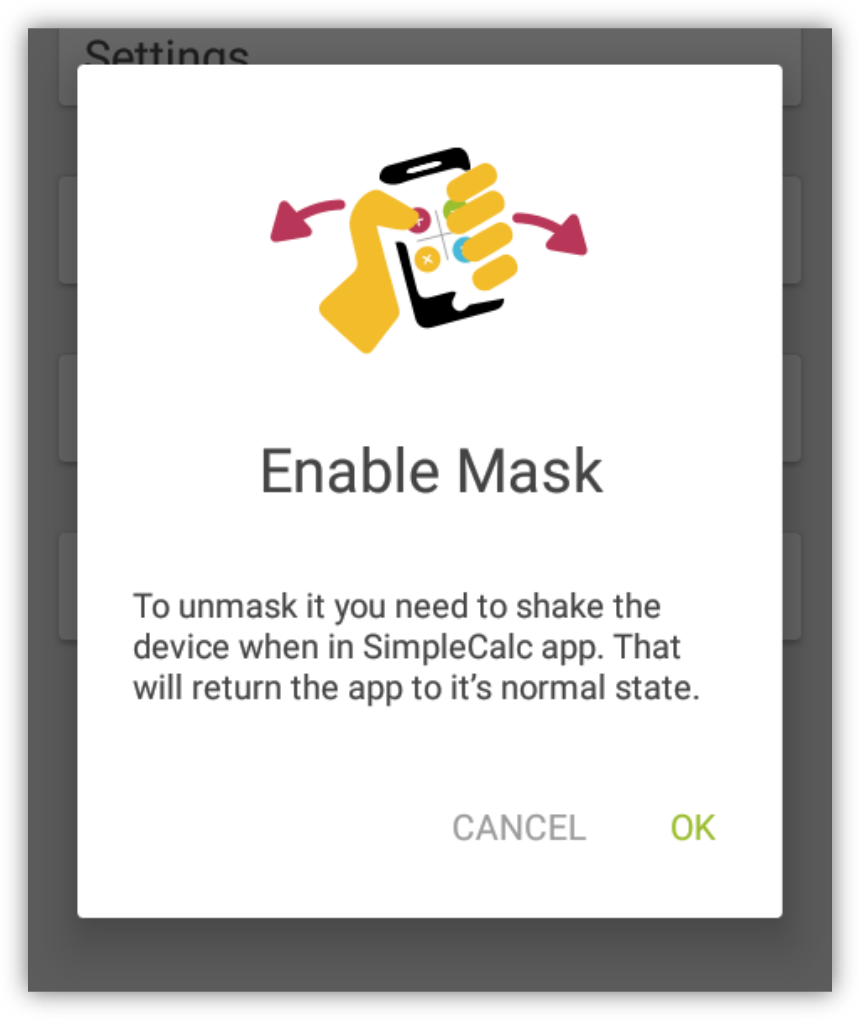 Settings
Enable Mask
To unmask it you need to shake the
device when in SimpleCalc app. That
will return the app to it’s normal state.
CANCEL OK